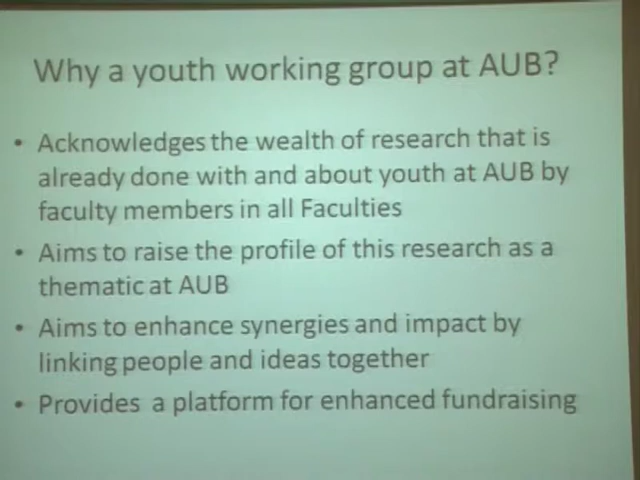 Why a youth working group at AUB?
• Acknowledges the wealth of research that is
already done with and about youth at AUB by
faculty members in all Faculties
• Aims to raise the profile of this research as a
thematic at AUB
• Aims to enhance synergies and impact by
linking people and ideas together
• Provides a platform for enhanced fundraising